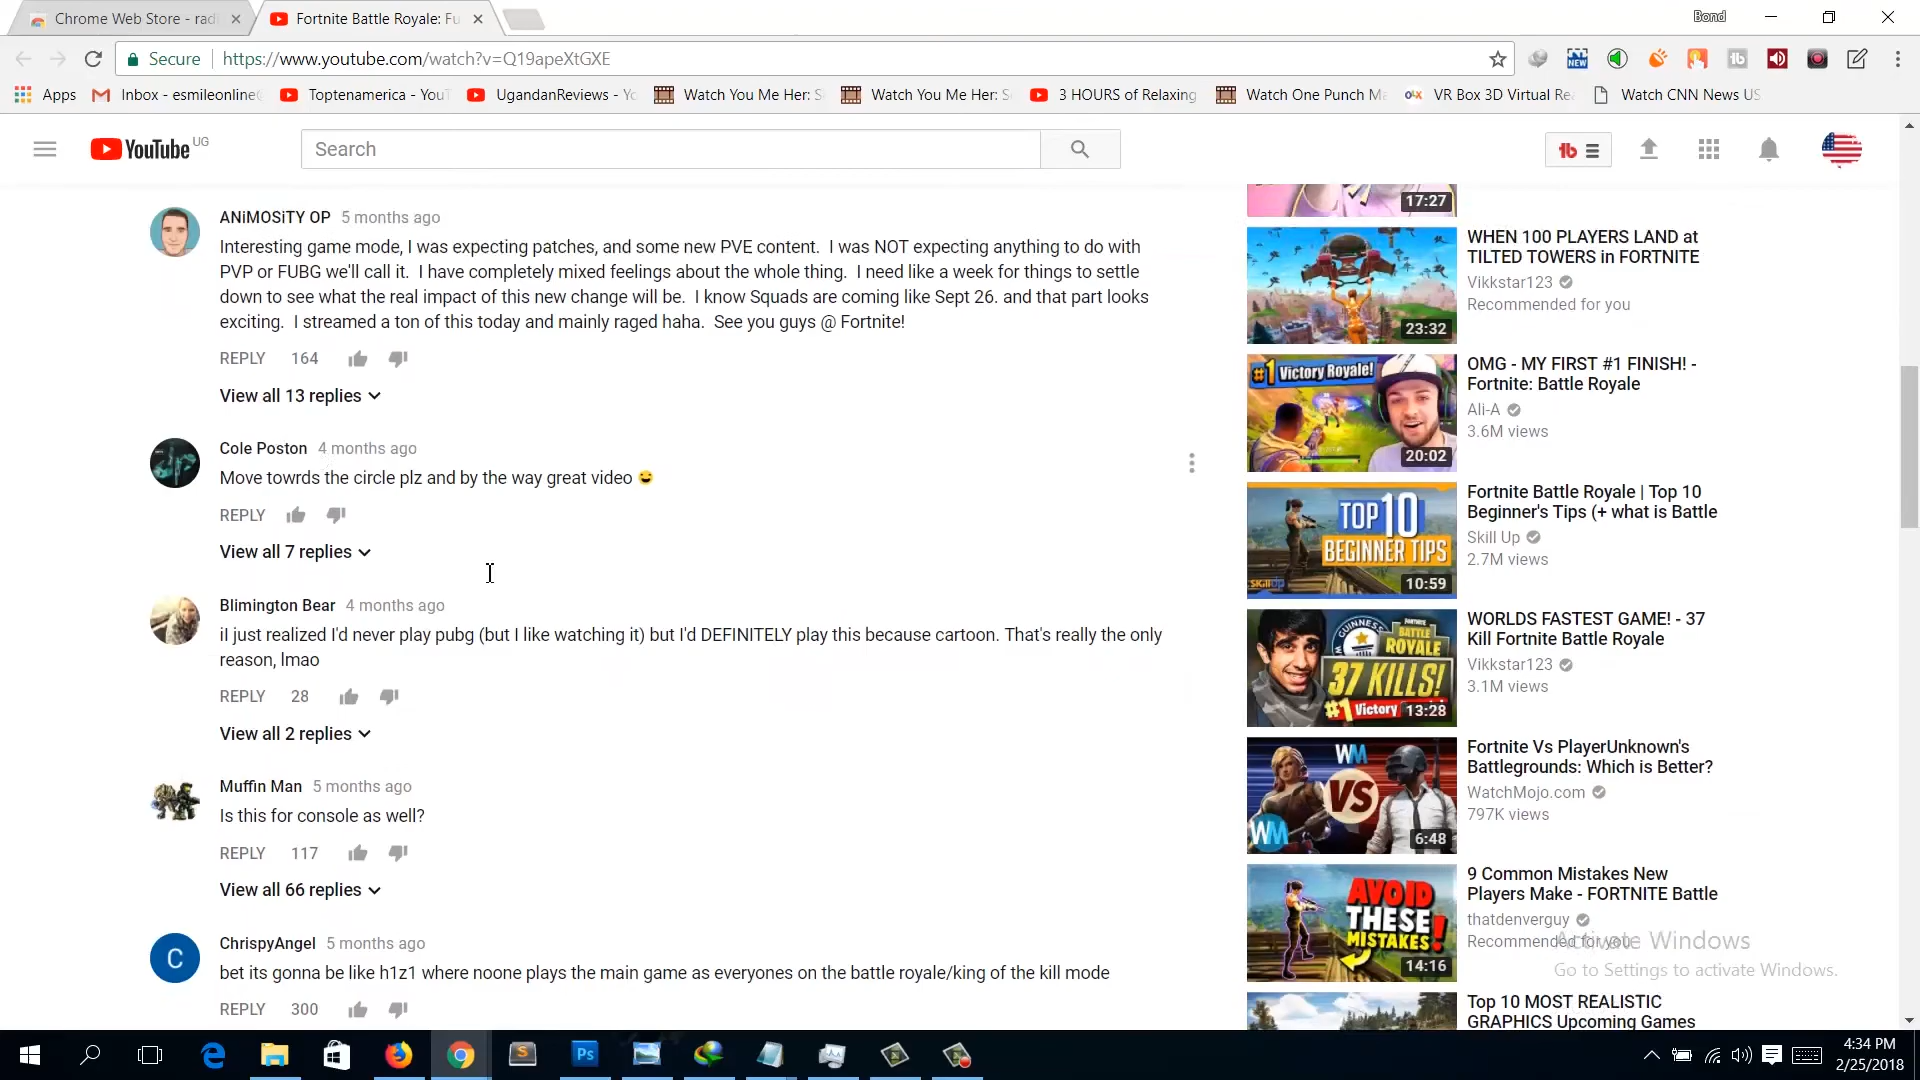 Chrome Web Store - radi
Fortnite Battle Royale: Fu
Bond
Secure
https://www.youtube.com/watch?v=Q19apeXtGXE
Apps
Inbox - esmileonline
Toptenamerica - YouT
UgandanReviews - Yo
Watch You Me Her: S
Watch You Me Her: S
3 HOURS of Relaxing
Watch One Punch Ma
VR Box 3D Virtual Re
Watch CNN News US
YouTube UG
Search
ANiMOSiTY OP 5 months ago
Interesting game mode, I was expecting patches, and some new PVE content. I was NOT expecting anything to do with
PVP or FUBG we'll call it. I have completely mixed feelings about the whole thing. I need like a week for things to settle
down to see what the real impact of this new change will be. I know Squads are coming like Sept 26. and that part looks
exciting. I streamed a ton of this today and mainly raged haha. See you guys @ Fortnite!
REPLY 164
View all 13 replies
Cole Poston 4 months ago
Move towrds the circle plz and by the way great video 😄
REPLY
View all 7 replies
Blimington Bear 4 months ago
iI just realized I'd never play pubg (but I like watching it) but I'd DEFINITELY play this because cartoon. That's really the only
reason, lmao
REPLY 28
View all 2 replies
Muffin Man 5 months ago
Is this for console as well?
REPLY 117
View all 66 replies
ChrispyAngel 5 months ago
C
bet its gonna be like h1z1 where noone plays the main game as everyones on the battle royale/king of the kill mode
REPLY 300
17:27
WHEN 100 PLAYERS LAND at
TILTED TOWERS in FORTNITE
Vikkstar123
Recommended for you
23:32
#1 Victory Royale!
20:02
OMG - MY FIRST #1 FINISH! -
Fortnite: Battle Royale
Ali-A
3.6M views
TOP 10
BEGINNER TIPS
SKILLUP
10:59
Fortnite Battle Royale | Top 10
Beginner's Tips (+ what is Battle
Skill Up
2.7M views
GUINNESS
FORTNITE
BATTLE
ROYALE
37 KILLS!
#1 Victory
13:28
WORLDS FASTEST GAME! - 37
Kill Fortnite Battle Royale
Vikkstar123
3.1M views
WM
VS
WM
6:48
Fortnite Vs PlayerUnknown's
Battlegrounds: Which is Better?
WatchMojo.com
797K views
AVOID
THESE
MISTAKES!
14:16
9 Common Mistakes New
Players Make - FORTNITE Battle
thatdenverguy
Recommended for you
Activate Windows
Go to Settings to activate Windows.
Top 10 MOST REALISTIC
GRAPHICS Upcoming Games
4:34 PM
2/25/2018